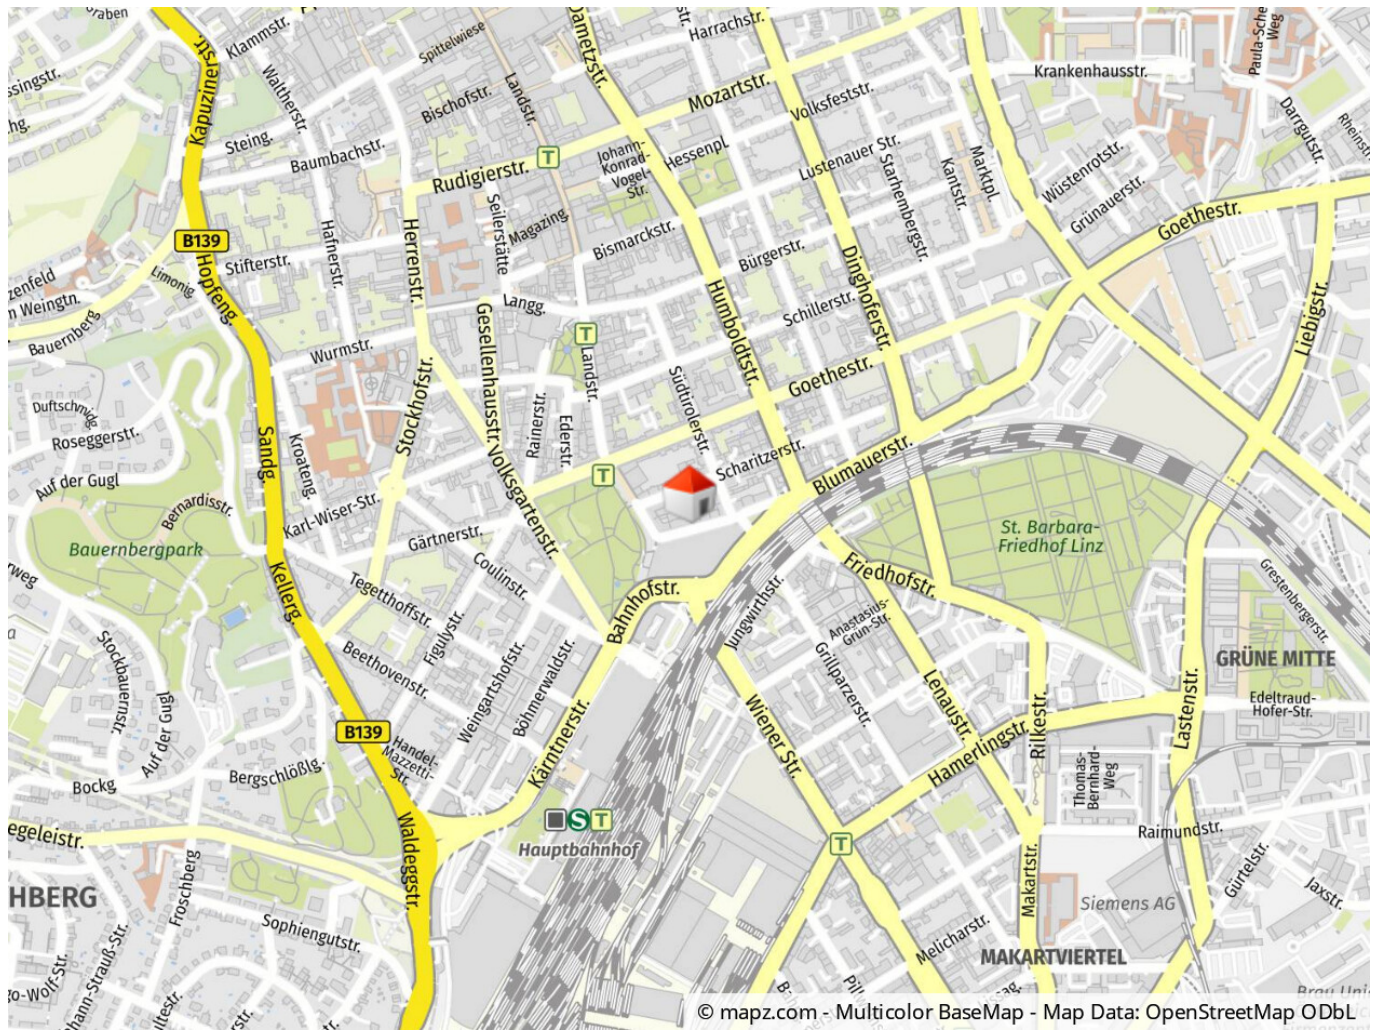 Klammstr.
Spittelwiese
Harrachstr.
Dametzstr.
Kapuzinerstr.
Waltherstr.
Landstr.
Bischofstr.
Mozartstr.
Volksfeststr.
Krankenhausstr.
Darrgutstr.
Steing.
Baumbachstr.
Rudigierstr.
T
Johann-
Konrad-
Vogel-
Str.
Hessenpl.
Lustenauer Str.
Starhembergstr.
Kantstr.
Marktpl.
Wüstenrotstr.
Grünauerstr.
Goethestr.
B139
Hopfeng.
Stifterstr.
Hafnerstr.
Herrenstr.
Seilerstätte
Magazing.
Bismarckstr.
Bürgerstr.
Dinghoferstr.
Limonig.
Bauernberg
Langg.
T
Landstr.
Humboldtstr.
Schillerstr.
Liebigstr.
Wurmstr.
Gesellenhausstr.
Stockhofstr.
Goethestr.
Südtirolerstr.
Duftschmidg.
Roseggerstr.
Sandg.
Kroateng.
Rainerstr.
Ederstr.
Scharitzerstr.
Blumauerstr.
T
Auf der Gugl
Bernardisstr.
Karl-Wiser-Str.
Volksgartenstr.
Gärtnerstr.
Bauernbergpark
St. Barbara-
Friedhof Linz
Kellerg.
Tegetthoffstr.
Coulinstr.
Bahnhofstr.
Friedhofstr.
Jungwirthstr.
Anastasius-
Grün-Str.
Grestenbergerstr.
Figulystr.
Beethovenstr.
Stockbauernstr.
Auf der Gugl
Weingartshofstr.
Böhmerwaldstr.
Grillparzerstr.
GRÜNE MITTE
Edeltraud-
Hofer-Str.
B139
Wiener Str.
Lenaustr.
Rilkestr.
Lastenstr.
Kärntnerstr.
Hamerlingstr.
Handel-
Mazzetti-
Str.
Bergschlößlg.
Bockg.
Thomas-
Bernhard-
Weg
S T
Hauptbahnhof
T
Raimundstr.
Waldeggstr.
Froschberg
Gürtelstr.
Jaxstr.
Makartstr.
Siemens AG
Sophiengutstr.
Melicharstr.
MAKARTVIERTEL
© mapz.com - Multicolor BaseMap - Map Data: OpenStreetMap ODbL